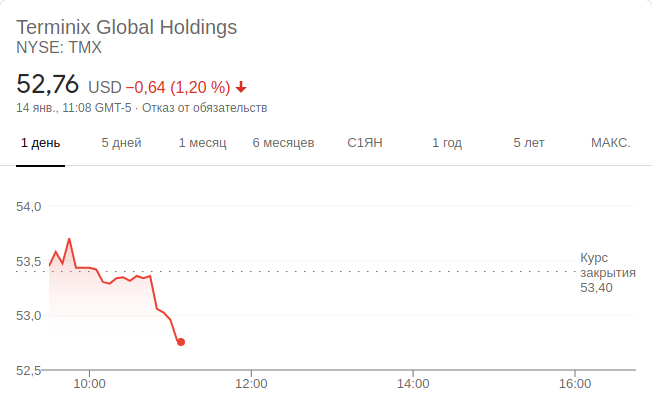 Terminix Global Holdings
NYSE: TMX
52,76 USD −0,64 (1,20 %)
14 янв., 11:08 GMT-5 · Отказ от обязательств
1 день 5 дней 1 месяц 6 месяцев С1ЯН 1 год 5 лет МАКС.
54,0
53,5
53,0
52,5
Курс
закрытия
53,40
10:00 12:00 14:00 16:00